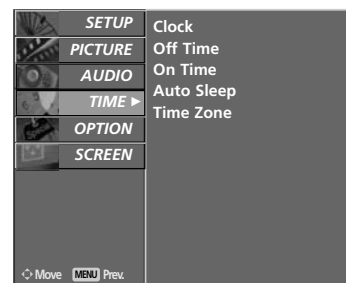 SETUP
PICTURE
AUDIO
TIME ►
OPTION
SCREEN
Clock
Off Time
On Time
Auto Sleep
Time Zone
Move MENU Prev.